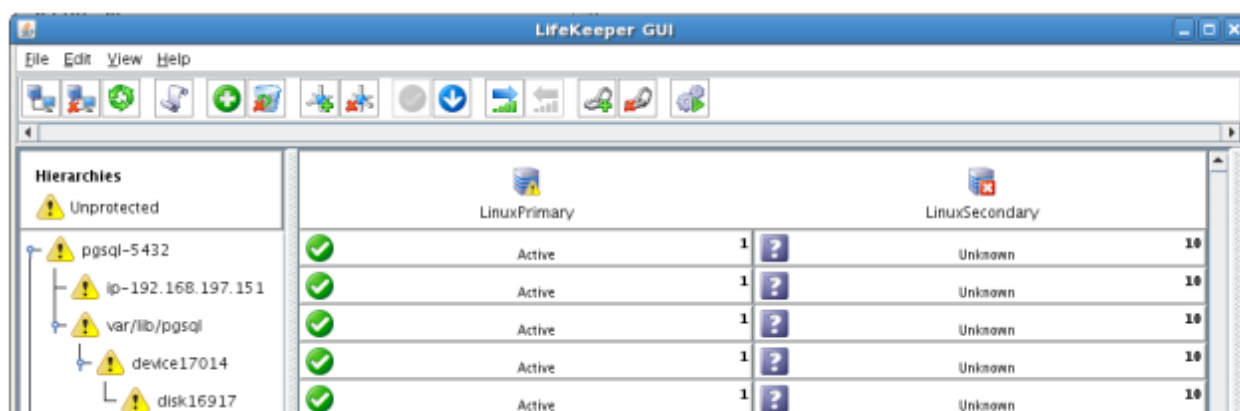 LifeKeeper GUI
File Edit View Help
Hierarchies
Unprotected
LinuxPrimary
LinuxSecondary
pgsql-5432
Active 1
? Unknown 10
ip-192.168.197.151
Active 1
? Unknown 10
var/lib/pgsql
Active 1
? Unknown 10
device17014
Active 1
? Unknown 10
disk16917
Active 1
? Unknown 10